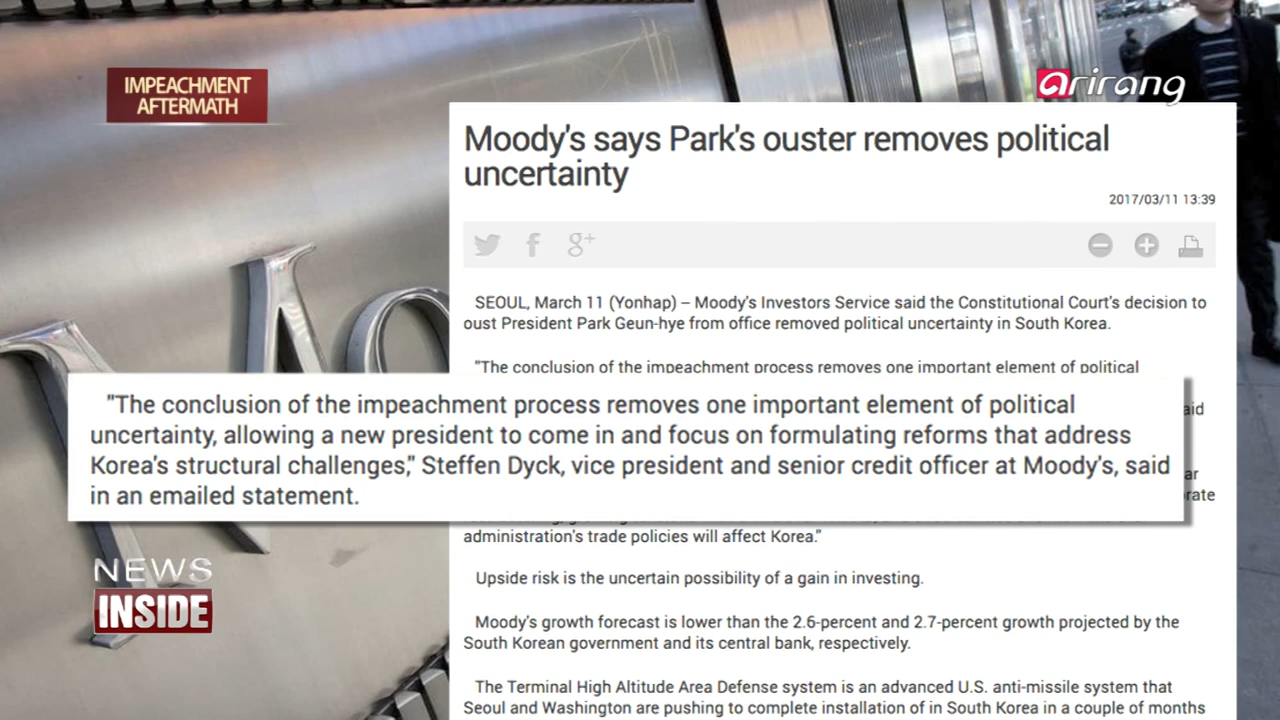 IMPEACHMENT
AFTERMATH
arirang
Moody's says Park's ouster removes political
uncertainty
2017/03/11 13:39
SEOUL, March 11 (Yonhap) – Moody's Investors Service said the Constitutional Court's decision to
oust President Park Geun-hye from office removed political uncertainty in South Korea.
"The conclusion of the impeachment process removes one important element of political
"The conclusion of the impeachment process removes one important element of political
uncertainty, allowing a new president to come in and focus on formulating reforms that address
Korea's structural challenges," Steffen Dyck, vice president and senior credit officer at Moody's, said
in an emailed statement.
administration's trade policies will affect Korea."
Upside risk is the uncertain possibility of a gain in investing.
Moody's growth forecast is lower than the 2.6-percent and 2.7-percent growth projected by the
South Korean government and its central bank, respectively.
The Terminal High Altitude Area Defense system is an advanced U.S. anti-missile system that
Seoul and Washington are pushing to complete installation of in South Korea in a couple of months
NEWS
INSIDE